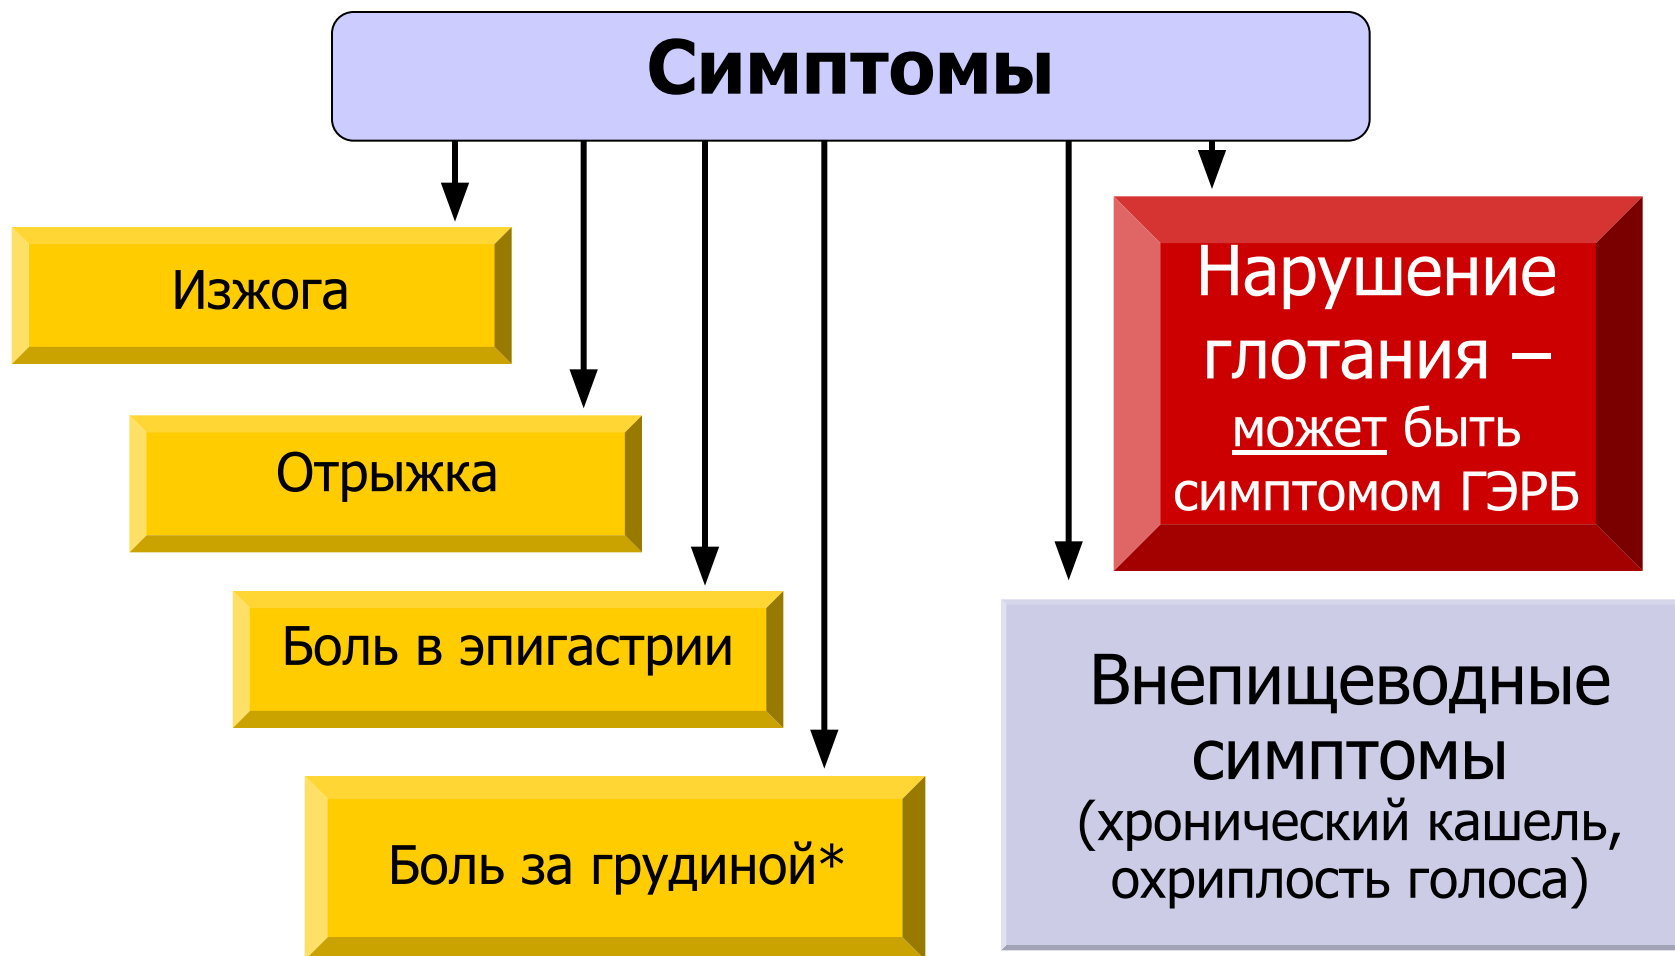 Симптомы
Изжога
Отрыжка
Боль в эпигастрии
Боль за грудиной*
Нарушение
глотания –
может быть
симптомом ГЭРБ
Внепищеводные
симптомы
(хронический кашель,
охриплость голоса)